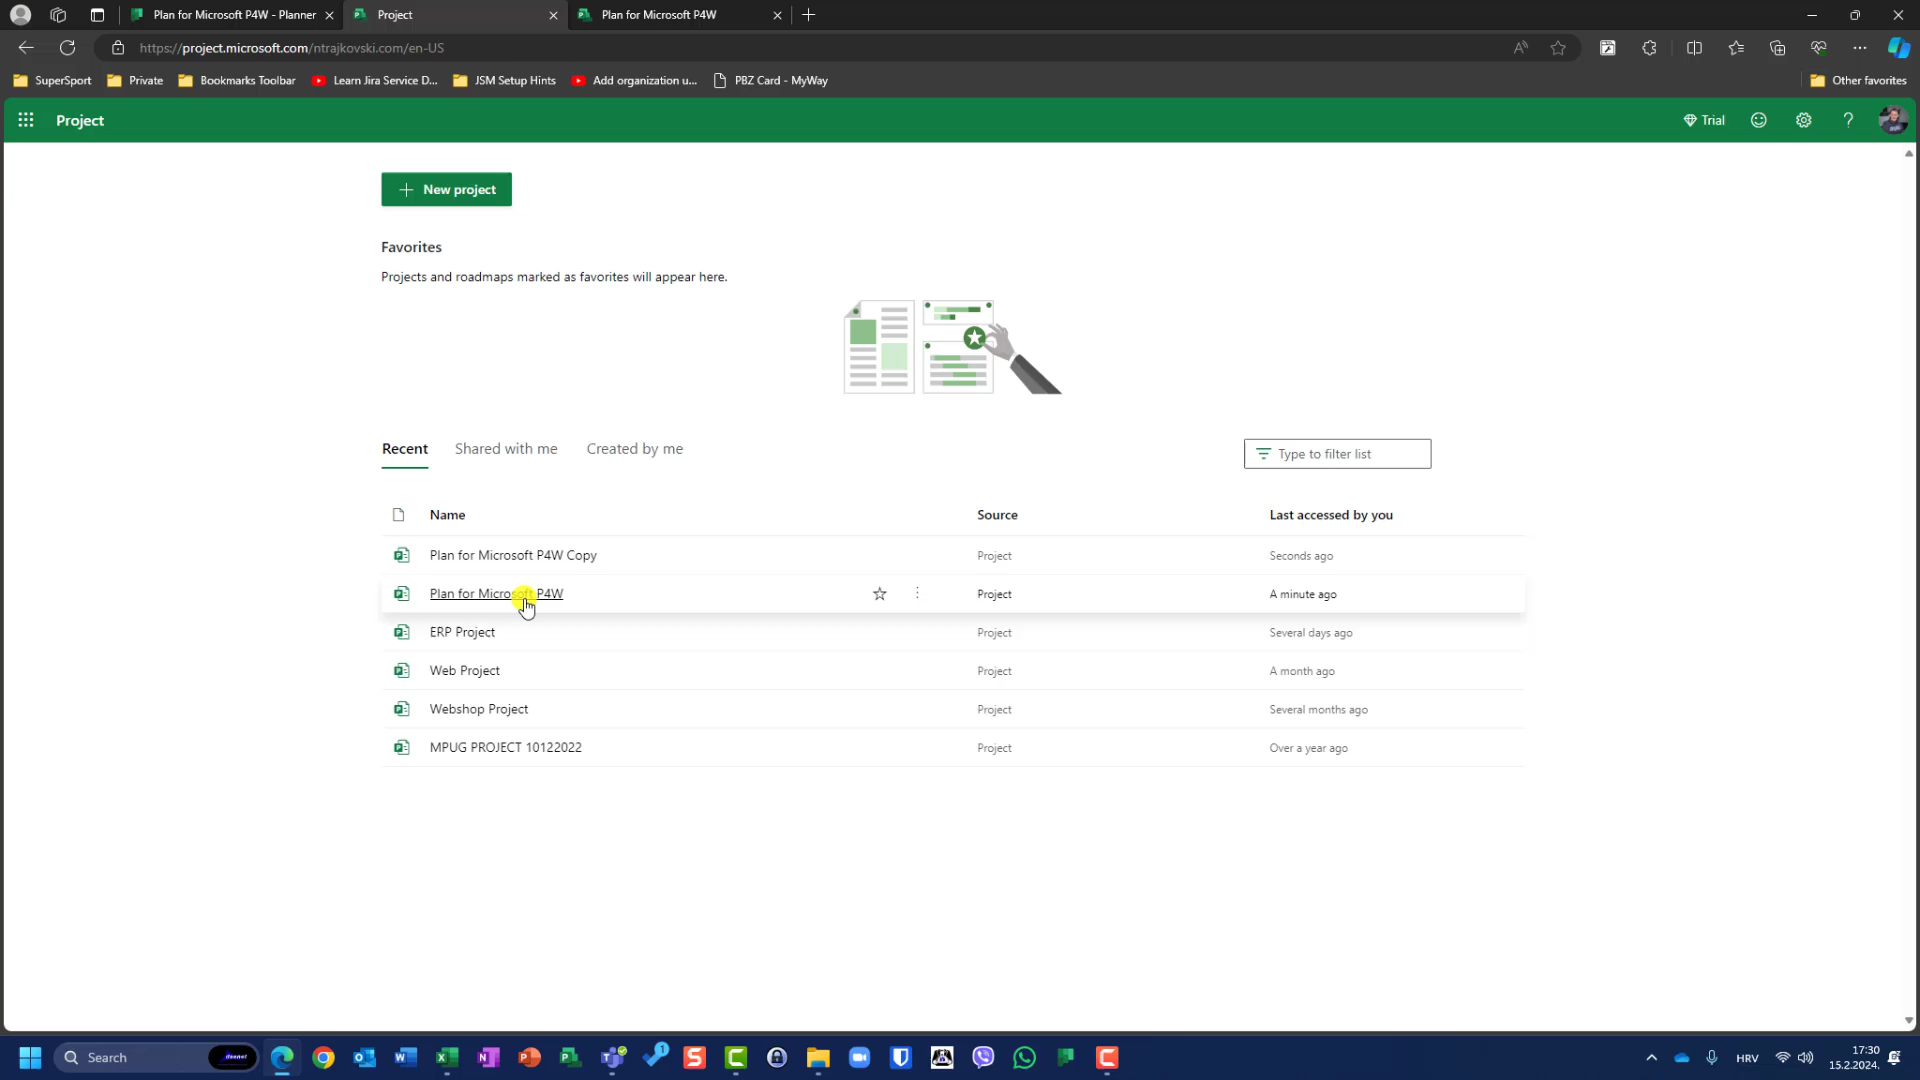 Plan for Microsoft P4W - Planner
Project
Plan for Microsoft P4W
https://project.microsoft.com/ntrajkovski.com/en-US
SuperSport
Private
Bookmarks Toolbar
Learn Jira Service D...
JSM Setup Hints
Add organization u...
PBZ Card - MyWay
Other favorites
Project
Trial
New project
Favorites
Projects and roadmaps marked as favorites will appear here.
Recent
Shared with me
Created by me
Type to filter list
Name
Source
Last accessed by you
Plan for Microsoft P4W Copy
Project
Seconds ago
Plan for Microsoft P4W
Project
A minute ago
ERP Project
Project
Several days ago
Web Project
Project
A month ago
Webshop Project
Project
Several months ago
MPUG PROJECT 10122022
Project
Over a year ago
Search
HRV
17:30
15.2.2024.